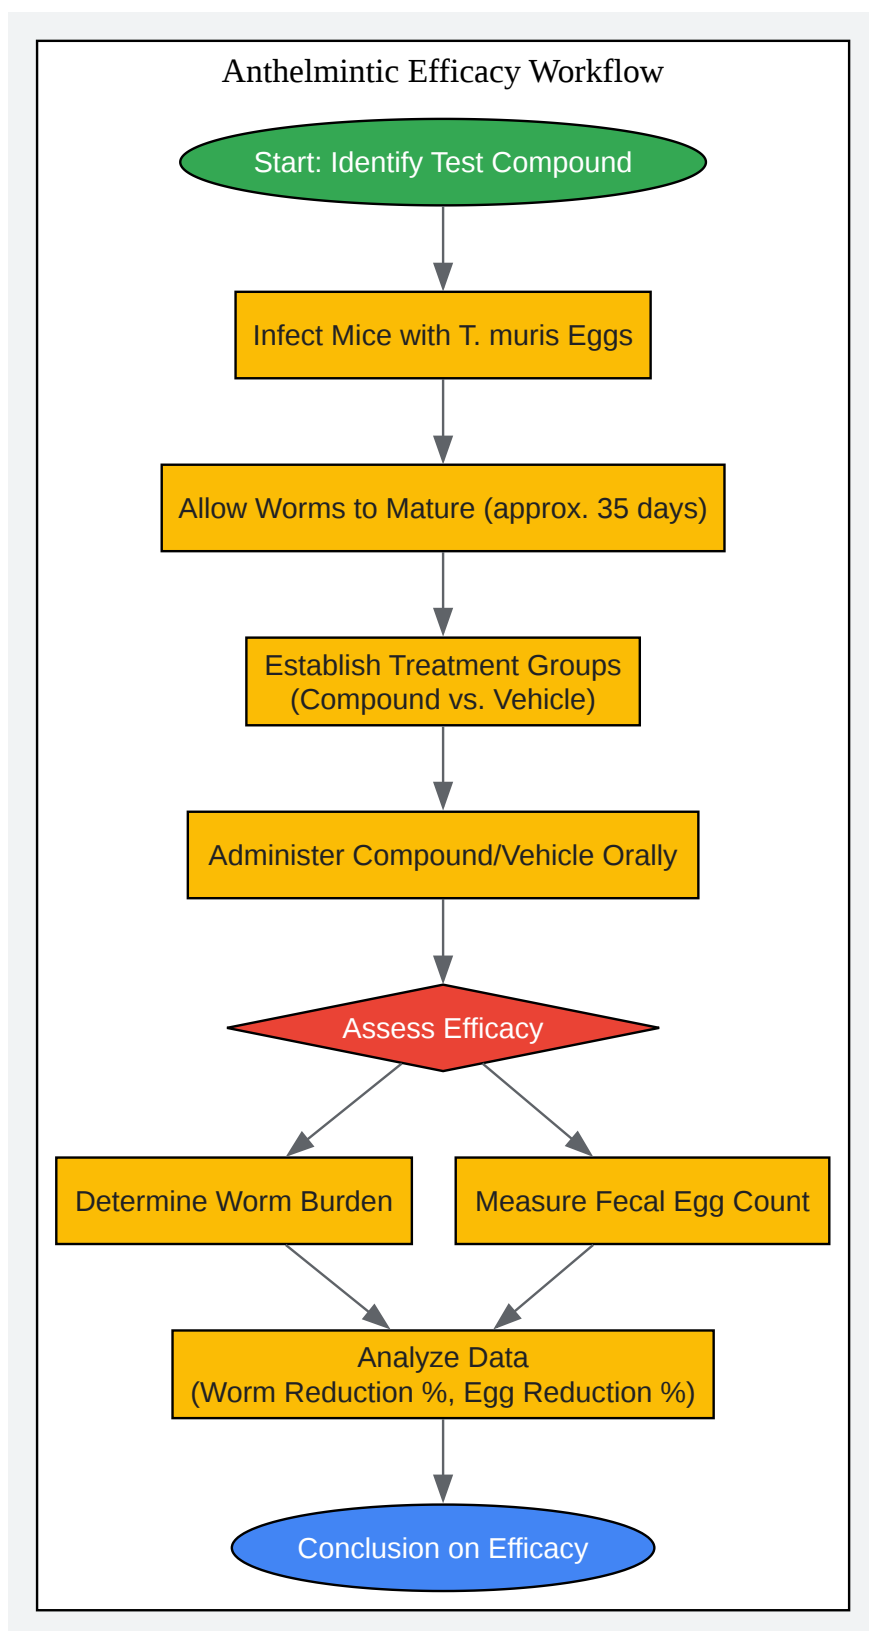 Anthelmintic Efficacy Workflow
Start: Identify Test Compound
Infect Mice with T. muris Eggs
Allow Worms to Mature (approx. 35 days)
Establish Treatment Groups
(Compound vs. Vehicle)
Administer Compound/Vehicle Orally
Assess Efficacy
Determine Worm Burden
Measure Fecal Egg Count
Analyze Data
(Worm Reduction %, Egg Reduction %)
Conclusion on Efficacy